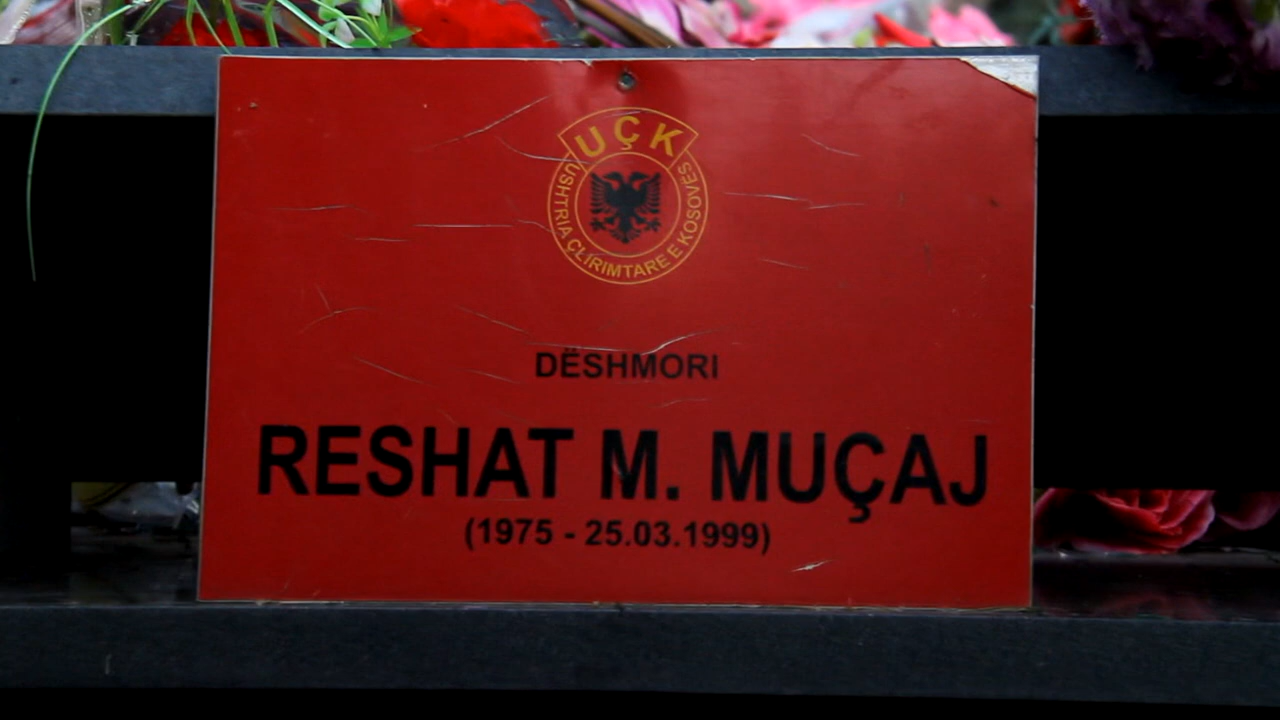 UÇK
USHTRIA ÇLIRIMTARE E KOSOVËS
DËSHMORI
RESHAT M. MUÇAJ
(1975 - 25.03.1999)